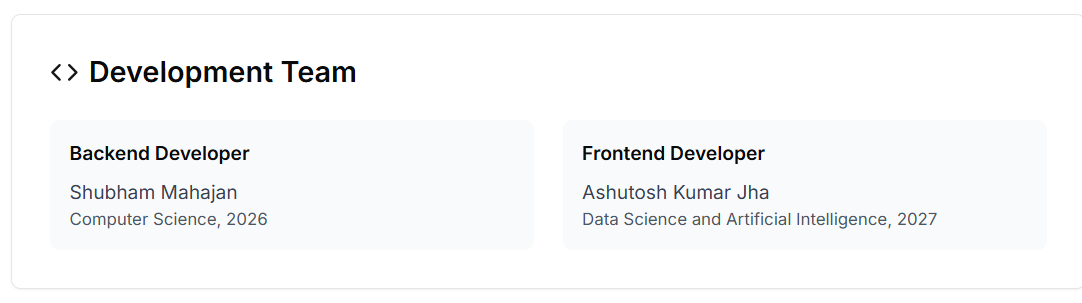 Development Team
Backend Developer
Shubham Mahajan
Computer Science, 2026
Frontend Developer
Ashutosh Kumar Jha
Data Science and Artificial Intelligence, 2027